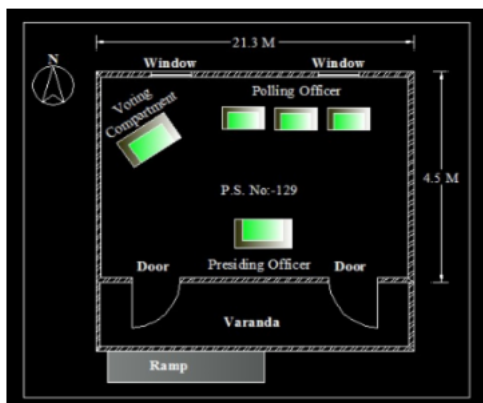 21.3 M
N
Window
Window
Polling Officer
Voting
Compartment
4.5 M
P.S. No:-129
Door
Presiding Officer
Door
Varanda
Ramp